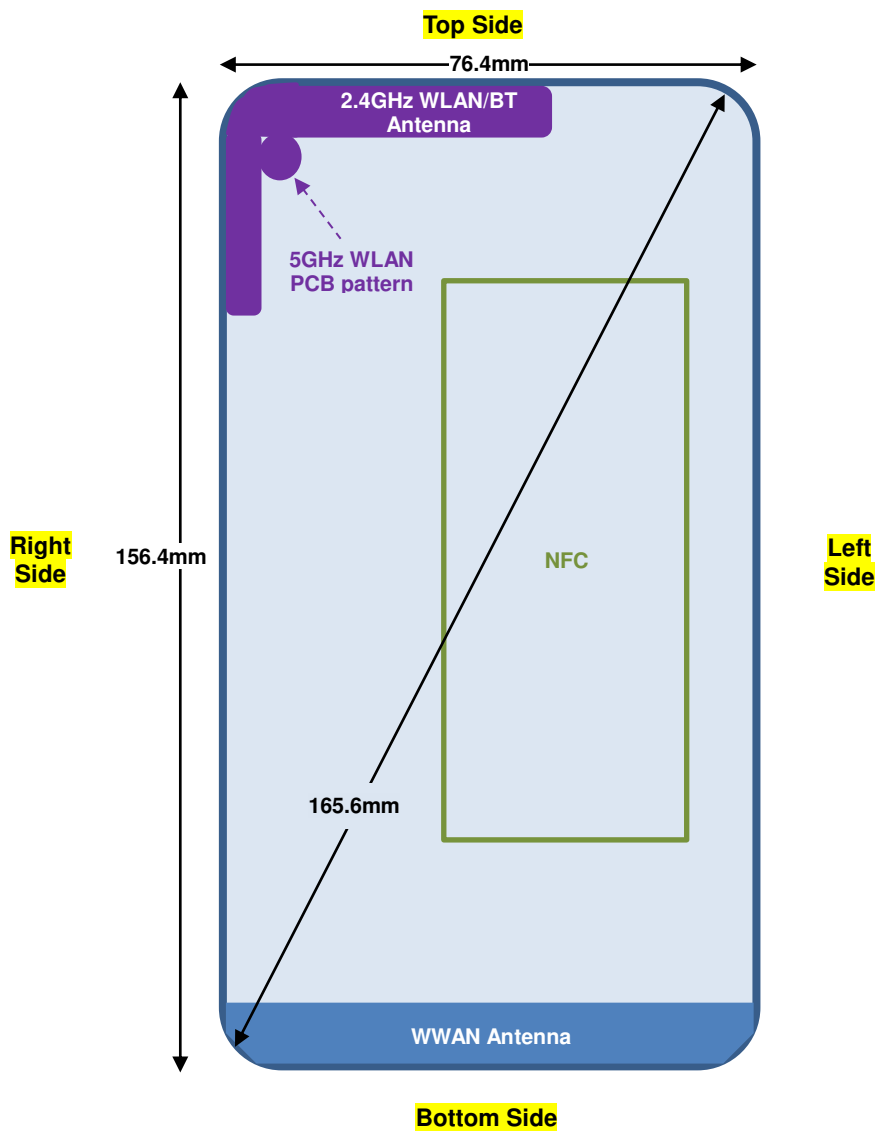 Top Side
76.4mm
2.4GHz WLAN/BT
Antenna
5GHz WLAN
PCB pattern
Right
Side
156.4mm
NFC
Left
Side
165.6mm
WWAN Antenna
Bottom Side